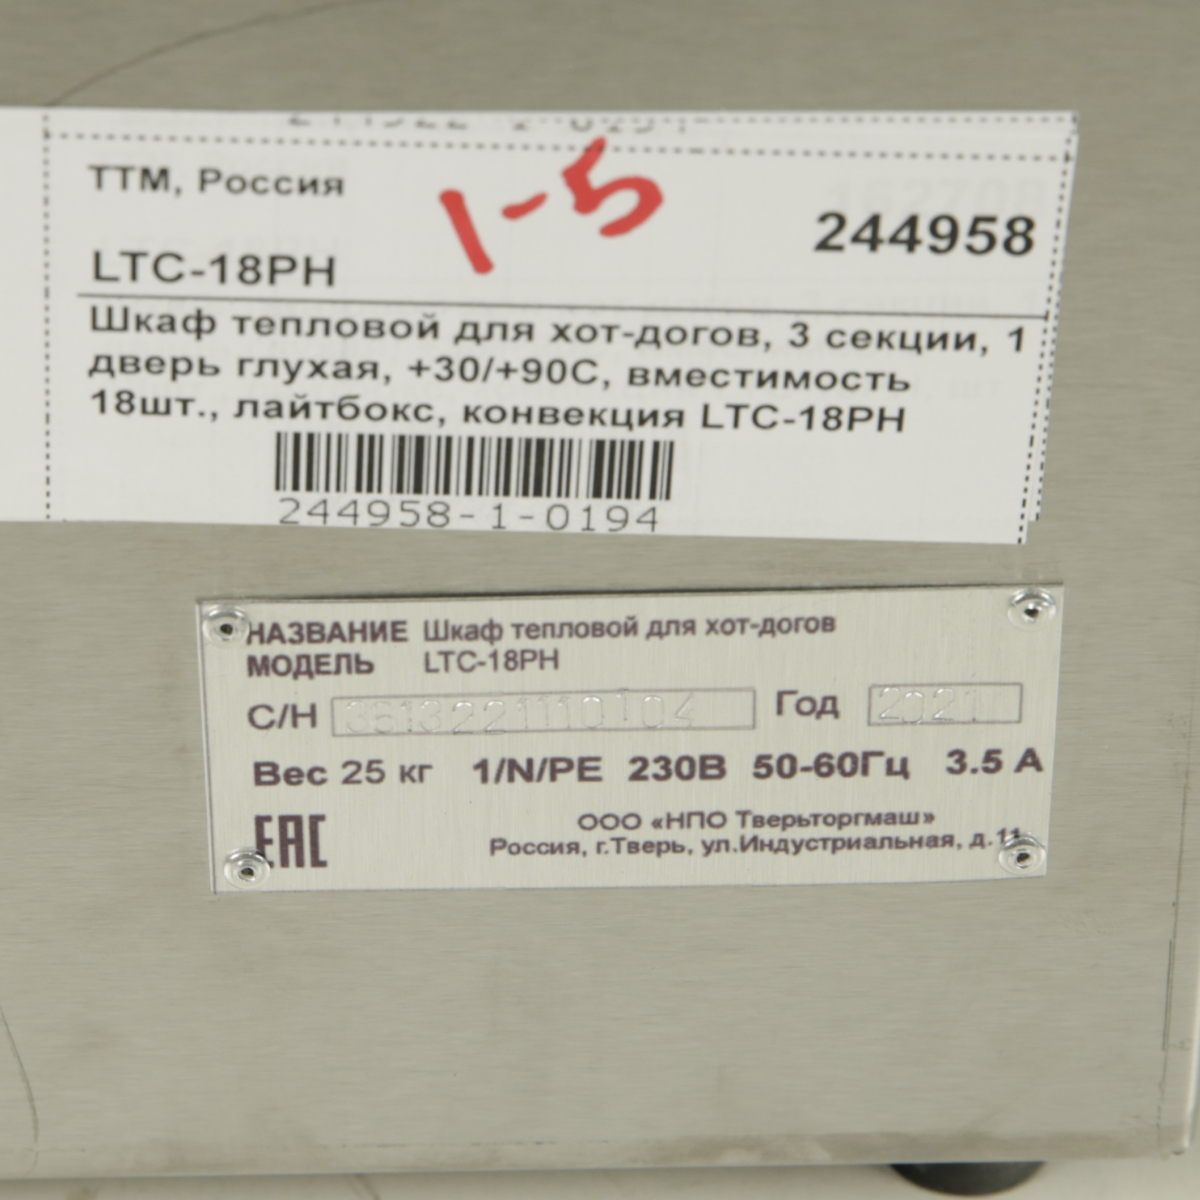 ТТМ, Россия
1-5
244958
LTC-18PH
Шкаф тепловой для хот-догов, 3 секции, 1
дверь глухая, +30/+90С, вместимость
18шт., лайтбокс, конвекция LTC-18PH
244958-1-0194
НАЗВАНИЕ Шкаф тепловой для хот-догов
МОДЕЛЬ LTC-18PH
С/Н
Год 2021
Вес 25 кг 1/N/PE 230В 50-60Гц 3.5 А
ЕАС
ООО «НПО Тверьторгмаш»
Россия, г.Тверь, ул.Индустриальная, д.11